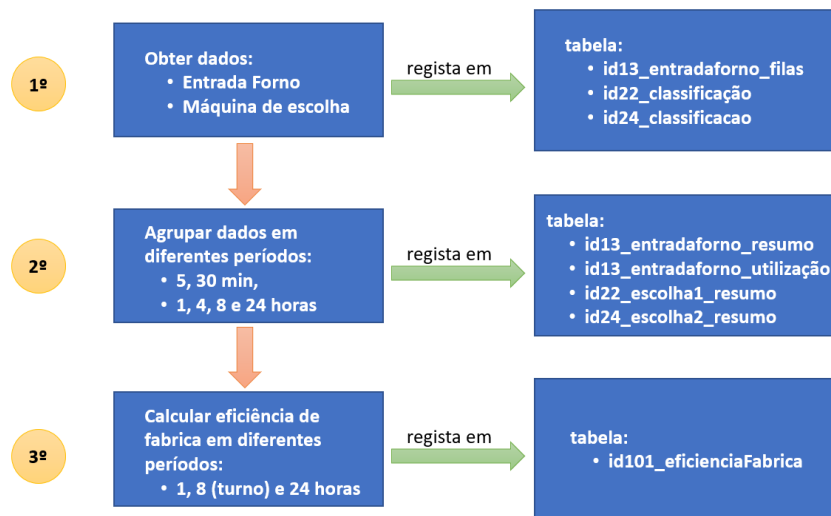 1º
Obter dados:
• Entrada Forno
• Máquina de escolha
regista em
tabela:
• id13_entradaforno_filas
• id22_classificação
• id24_classificacao
2º
Agrupar dados em
diferentes períodos:
• 5, 30 min,
• 1, 4, 8 e 24 horas
regista em
tabela:
• id13_entradaforno_resumo
• id13_entradaforno_utilização
• id22_escolha1_resumo
• id24_escolha2_resumo
3º
Calcular eficiência de
fabrica em diferentes
períodos:
• 1, 8 (turno) e 24 horas
regista em
tabela:
• id101_eficienciaFabrica